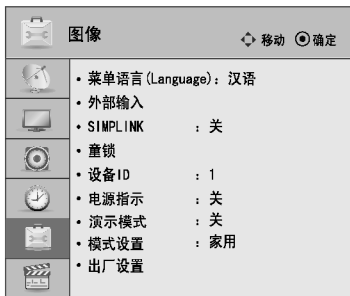 图像 移动 确定
• 菜单语言(Language): 汉语
• 外部输入
• SIMPLINK : 关
• 童锁
• 设备ID : 1
• 电源指示 : 关
• 演示模式 : 关
• 模式设置 : 家用
• 出厂设置